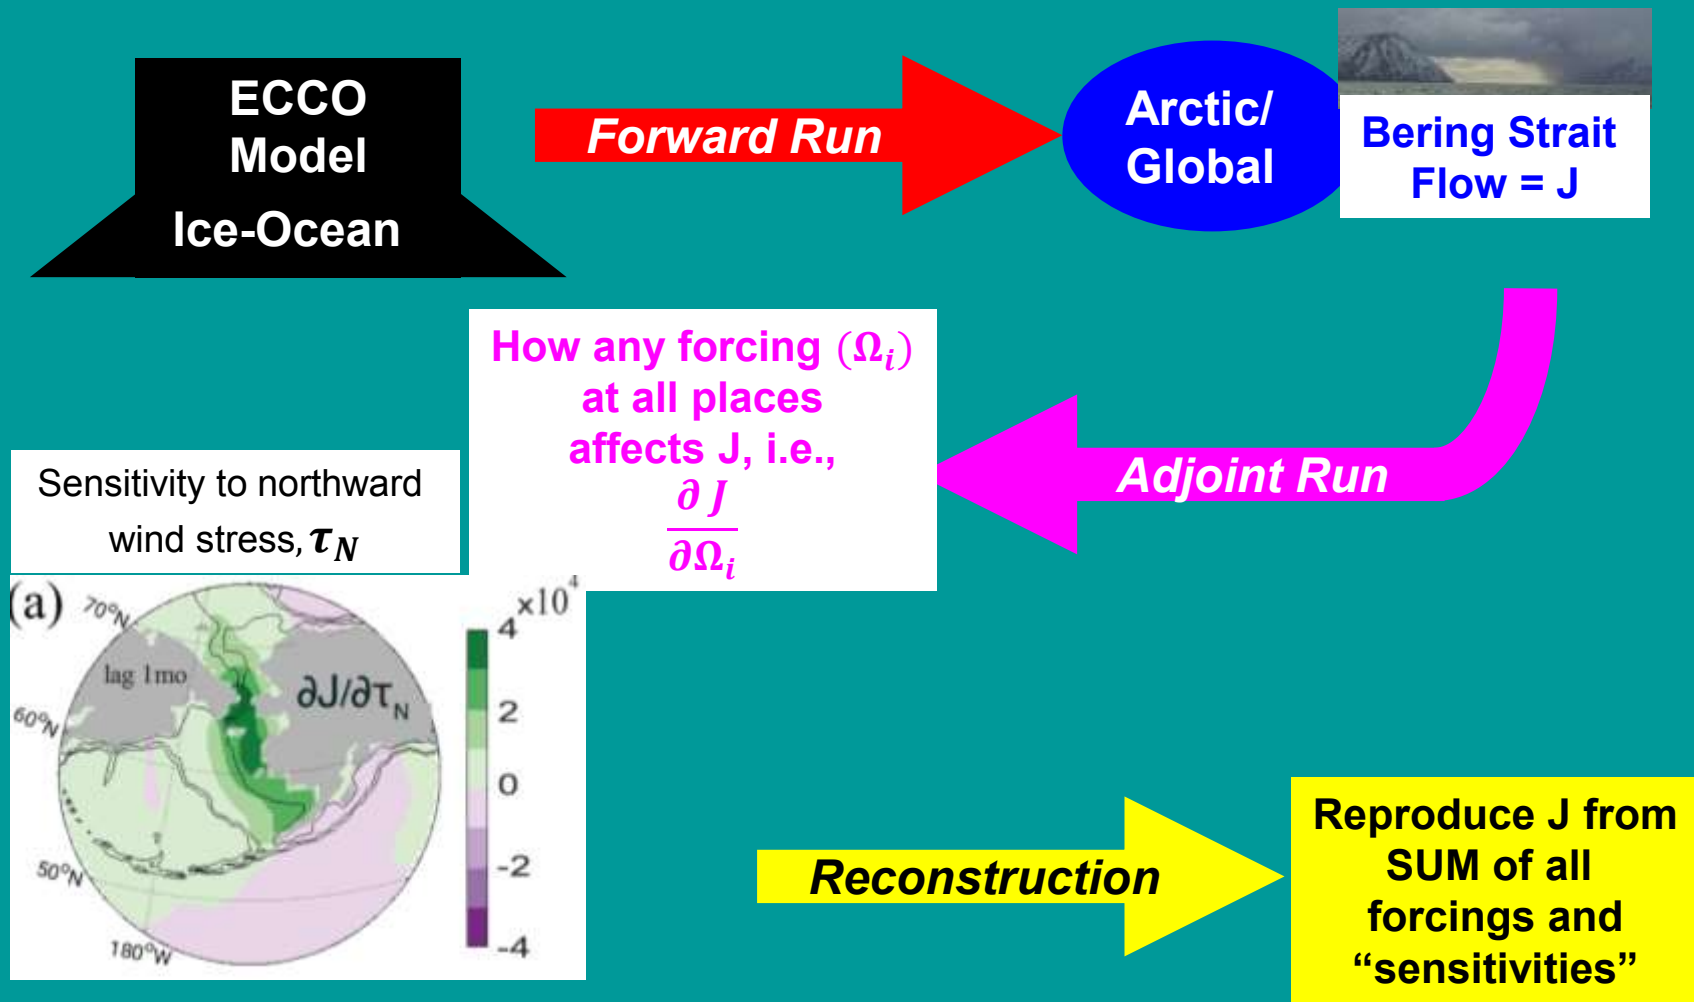 ECCO
Model
Ice-Ocean
Forward Run
Arctic/
Global
Bering Strait
Flow = J
How any forcing (Ωᵢ)
at all places
affects J, i.e.,
∂ J
∂Ωᵢ
Adjoint Run
Sensitivity to northward
wind stress, τ_N
(a)
70°N
×10⁴
4
lag 1mo
∂J/∂τ_N
60°N
2
0
-2
50°N
180°W
-4
Reconstruction
Reproduce J from
SUM of all
forcings and
“sensitivities”